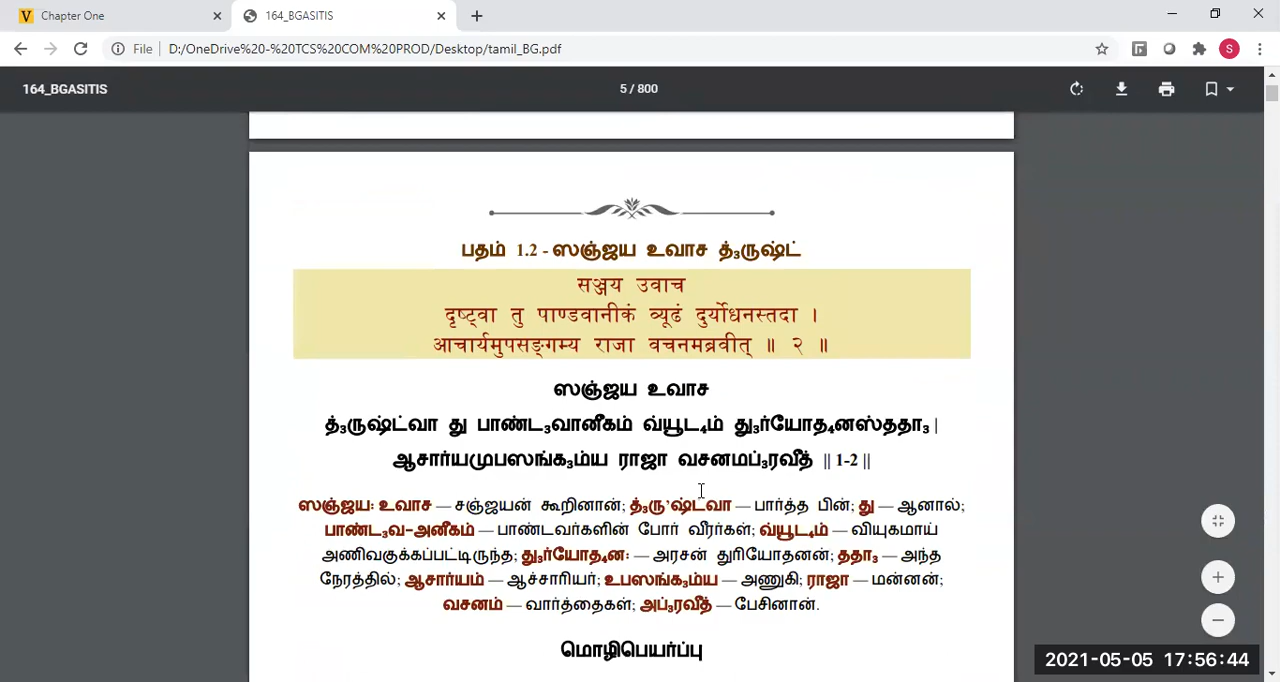 Chapter One
164_BGASITIS
File
D:/OneDrive%20-%20TCS%20COM%20PROD/Desktop/tamil_BG.pdf
S
164_BGASITIS
5 / 800
பதம் 1.2 - ஸஞ்ஜய உவாச த்₃ருஷ்ட்
सञ्जय उवाच
दृष्ट्वा तु पाण्डवानीकं व्यूढं दुर्योधनस्तदा ।
आचार्यमुपसङ्गम्य राजा वचनमब्रवीत् ॥ २ ॥
ஸஞ்ஜய உவாச
த்₃ருஷ்ட்வா து பாண்ட₃வானீகம் வ்யூட₄ம் து₃ர்யோத₄னஸ்ததா₃ |
ஆசார்யமுபஸங்க₃ம்ய ராஜா வசனமப்₃ரவீத் || 1-2 ||
ஸஞ்ஜய: உவாச — சஞ்ஜயன் கூறினான்; த்₃ரு'ஷ்ட்வா — பார்த்த பின்; து — ஆனால்;
பாண்ட₃வ-அனீகம் — பாண்டவர்களின் போர் வீரர்கள்; வ்யூட₄ம் — வியுகமாய்
அணிவகுக்கப்பட்டிருந்த; து₃ர்யோத₄ன: — அரசன் துரியோதனன்; ததா₃ — அந்த
நேரத்தில்; ஆசார்யம் — ஆச்சாரியர்; உபஸங்க₃ம்ய — அணுகி; ராஜா — மன்னன்;
வசனம் — வார்த்தைகள்; அப்₃ரவீத் — பேசினான்.
மொழிபெயர்ப்பு
2021-05-05 17:56:44